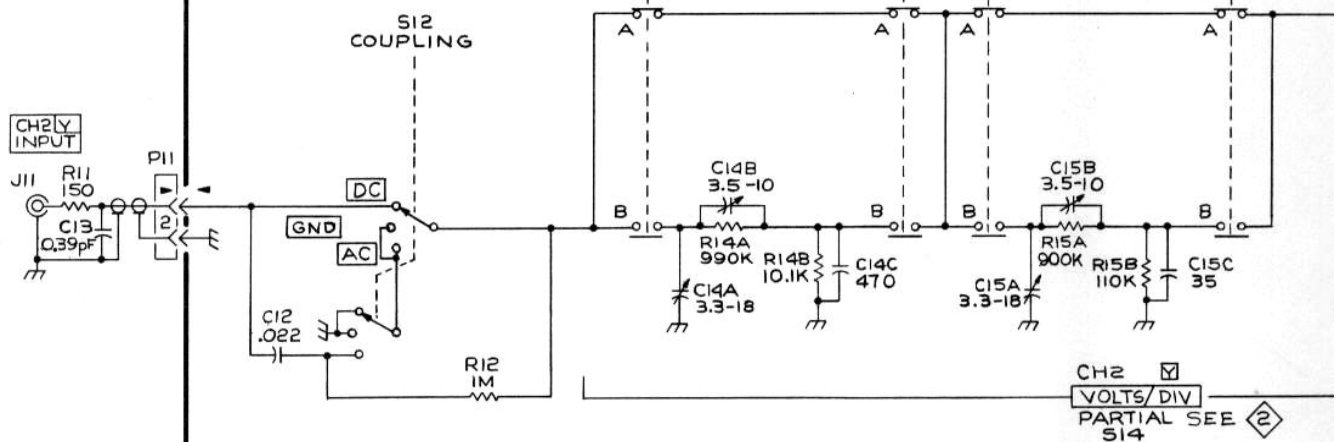 S12
COUPLING
A
A
A
A
CH2 Y
INPUT
J11
R11
150
P11
C13
0.39pF
2
DC
GND
AC
C12
.022
R12
1M
B
C14B
3.5-10
R14A
990K
C14A
3.3-18
R14B
10.1K
C14C
470
B
B
C15B
3.5-10
R15A
900K
C15A
3.3-18
R15B
110K
C15C
35
B
CH2 Y
VOLTS/DIV
PARTIAL SEE 2
S14